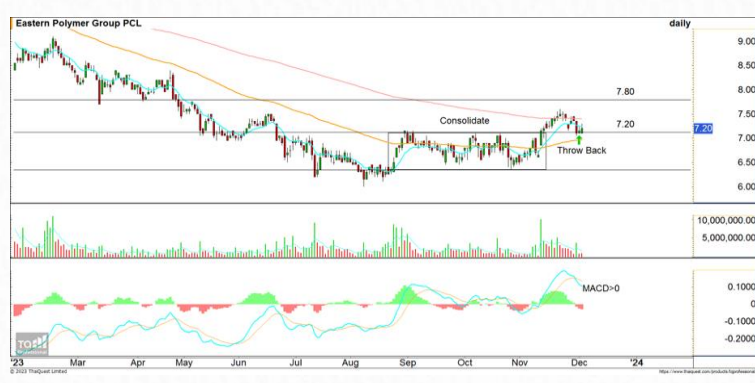 Eastern Polymer Group PCL daily
9.00
8.50
8.00
7.80
7.50
Consolidate
7.20
7.20
7.00
Throw Back
6.50
6.00
10,000,000.00
5,000,000.00
MACD>0
0.1000
0
-0.1000
-0.2000
'23 Mar Apr May Jun Jul Aug Sep Oct Nov Dec '24
© 2023 TheQuest Limited